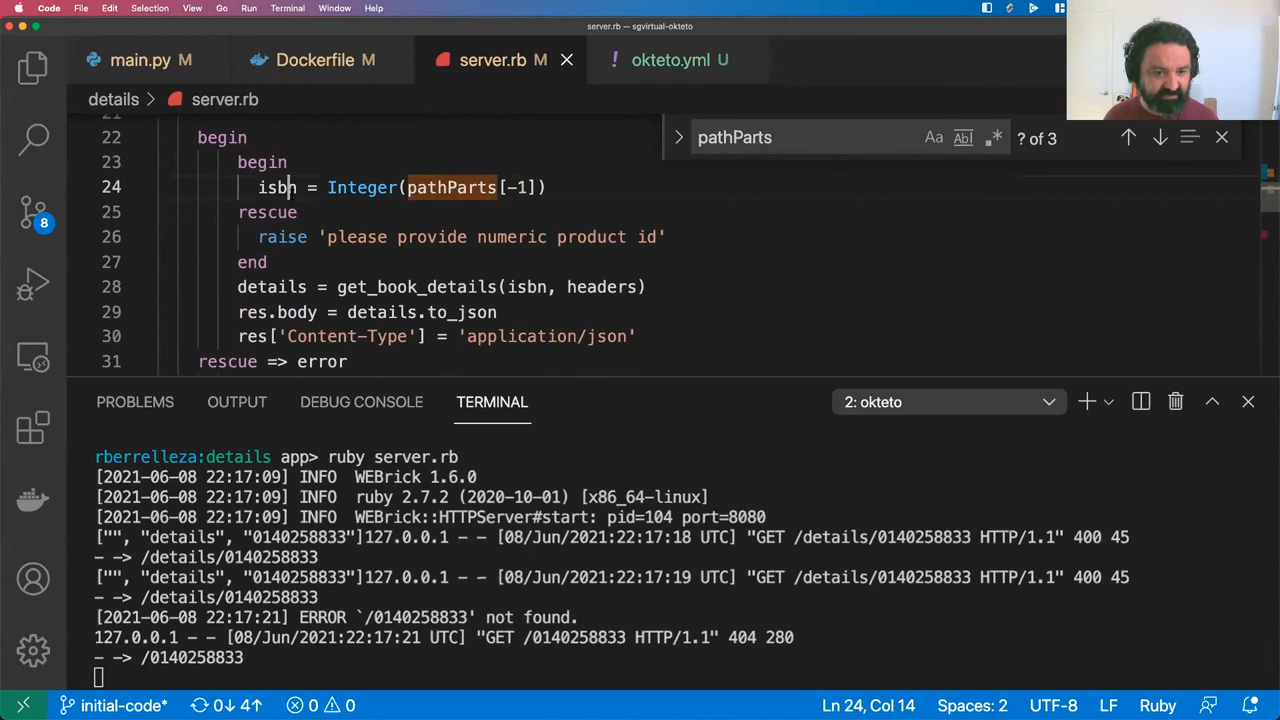 Code File Edit Selection View Go Run Terminal Window Help
server.rb — sgvirtual-okteto
main.py M Dockerfile M server.rb M okteto.yml U
details server.rb
21
22 begin
23 begin
24 isbn = Integer(pathParts[-1])
25 rescue
26 raise 'please provide numeric product id'
27 end
28 details = get_book_details(isbn, headers)
29 res.body = details.to_json
30 res['Content-Type'] = 'application/json'
31 rescue => error
pathParts Aa Abl ? of 3
8
PROBLEMS OUTPUT DEBUG CONSOLE TERMINAL 2: okteto
rberrelleza:details app> ruby server.rb
[2021-06-08 22:17:09] INFO WEBrick 1.6.0
[2021-06-08 22:17:09] INFO ruby 2.7.2 (2020-10-01) [x86_64-linux]
[2021-06-08 22:17:09] INFO WEBrick::HTTPServer#start: pid=104 port=8080
["", "details", "0140258833"]127.0.0.1 - - [08/Jun/2021:22:17:18 UTC] "GET /details/0140258833 HTTP/1.1" 400 45
- -> /details/0140258833
["", "details", "0140258833"]127.0.0.1 - - [08/Jun/2021:22:17:19 UTC] "GET /details/0140258833 HTTP/1.1" 400 45
- -> /details/0140258833
[2021-06-08 22:17:21] ERROR `/0140258833' not found.
127.0.0.1 - - [08/Jun/2021:22:17:21 UTC] "GET /0140258833 HTTP/1.1" 404 280
- -> /0140258833
initial-code* 0↓ 4↑ 0 0 Ln 24, Col 14 Spaces: 2 UTF-8 LF Ruby